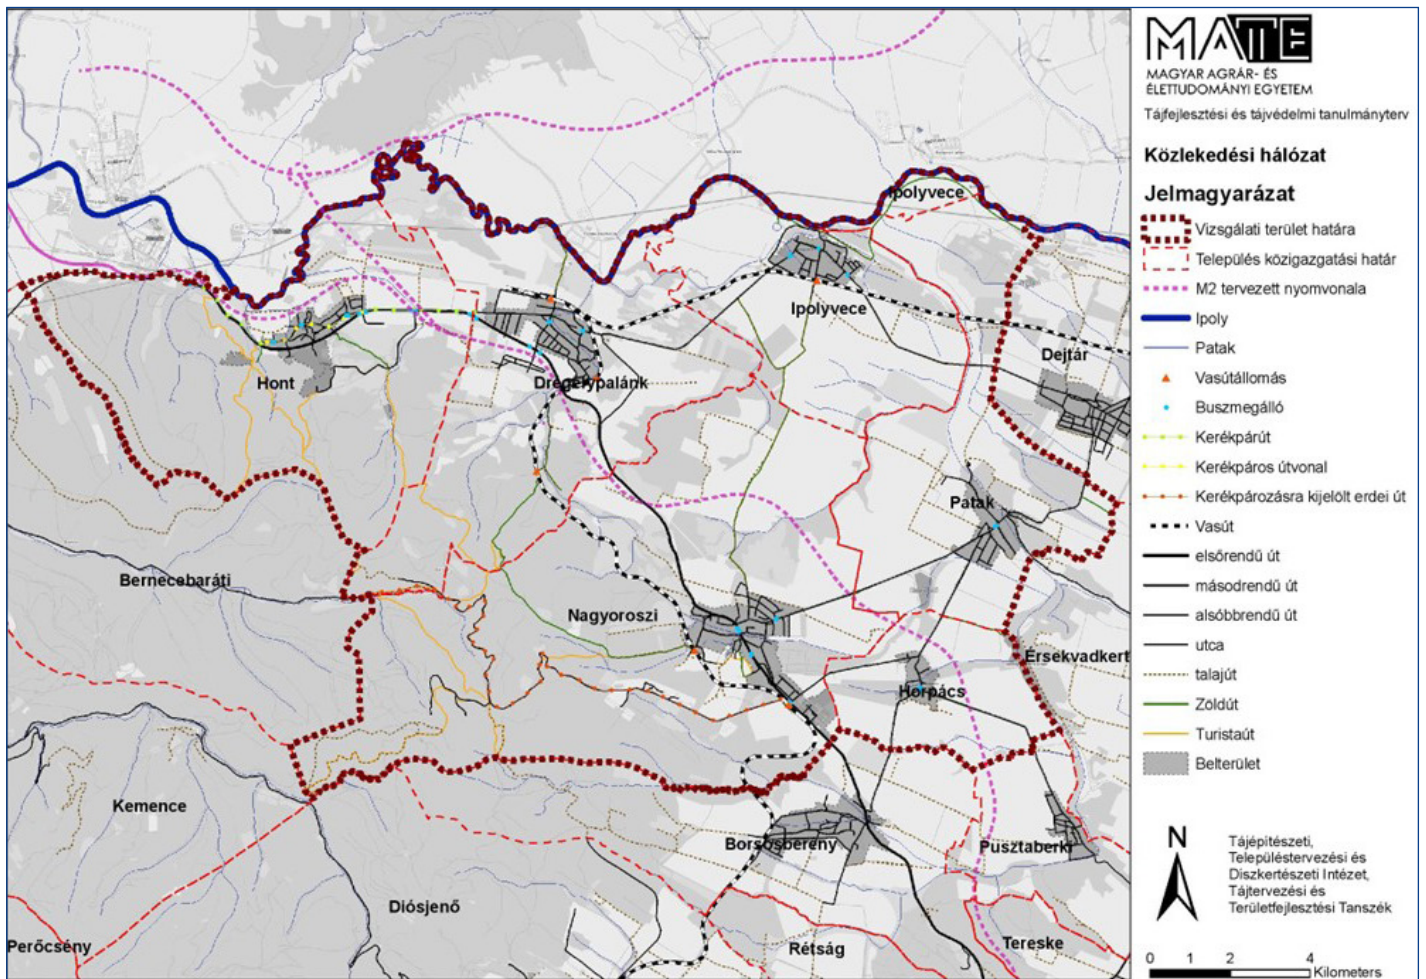 Ipolyvece
Ipolyvece
Dejtár
Hont
Drégelypalánk
Patak
Bernecebaráti
Nagyoroszi
Érsekvadkert
Horpács
Kemence
Borsosberény
Pusztaberki
Diósjenő
Perőcsény
Rétság
Tereske
MATE
MAGYAR AGRÁR- ÉS
ÉLETTUDOMÁNYI EGYETEM
Tájfejlesztési és tájvédelmi tanulmányterv
Közlekedési hálózat
Jelmagyarázat
Vizsgálati terület határa
Település közigazgatási határ
M2 tervezett nyomvonala
Ipoly
Patak
Vasútállomás
Buszmegálló
Kerékpárút
Kerékpáros útvonal
Kerékpározásra kijelölt erdei út
Vasút
elsőrendű út
másodrendű út
alsóbbrendű út
utca
talajút
Zöldút
Turistaút
Belterület
N
Tájépítészeti,
Településtervezési és
Diszkertészeti Intézet,
Tájtervezési és
Területfejlesztési Tanszék
0 1 2 4
Kilometers